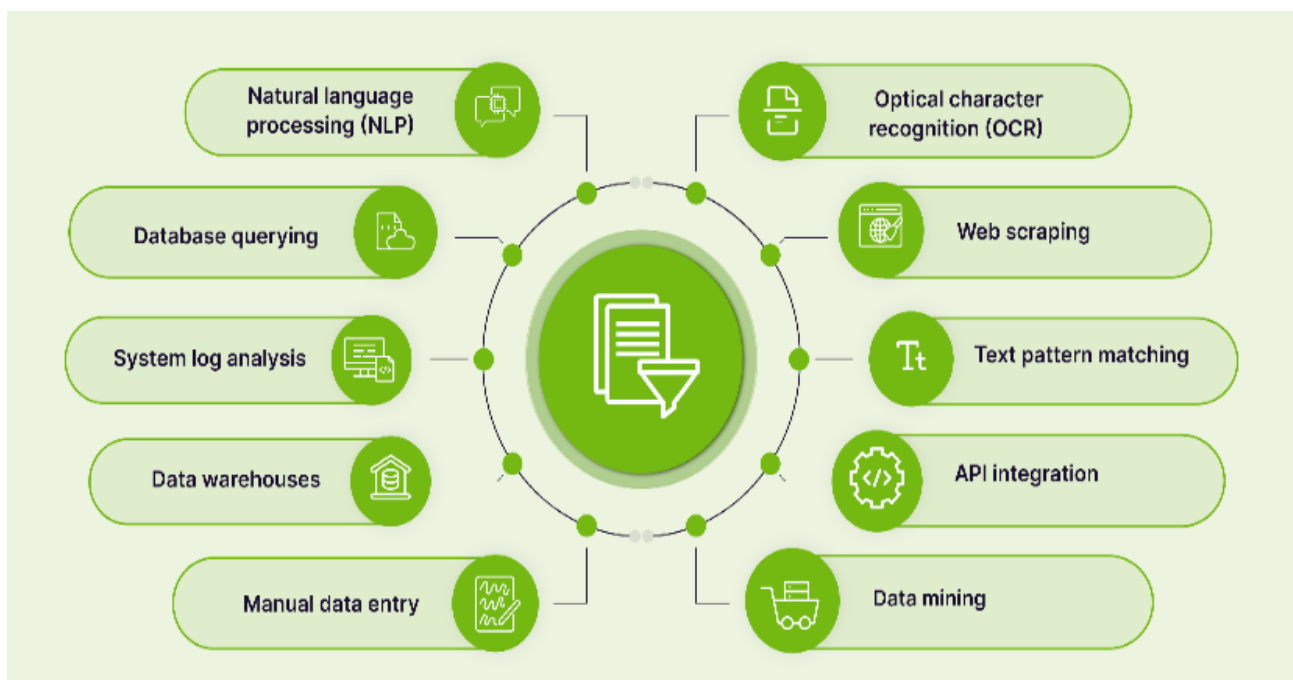 Natural language
processing (NLP)
Database querying
System log analysis
Data warehouses
Manual data entry
Optical character
recognition (OCR)
Web scraping
Tt
Text pattern matching
</>
API integration
Data mining